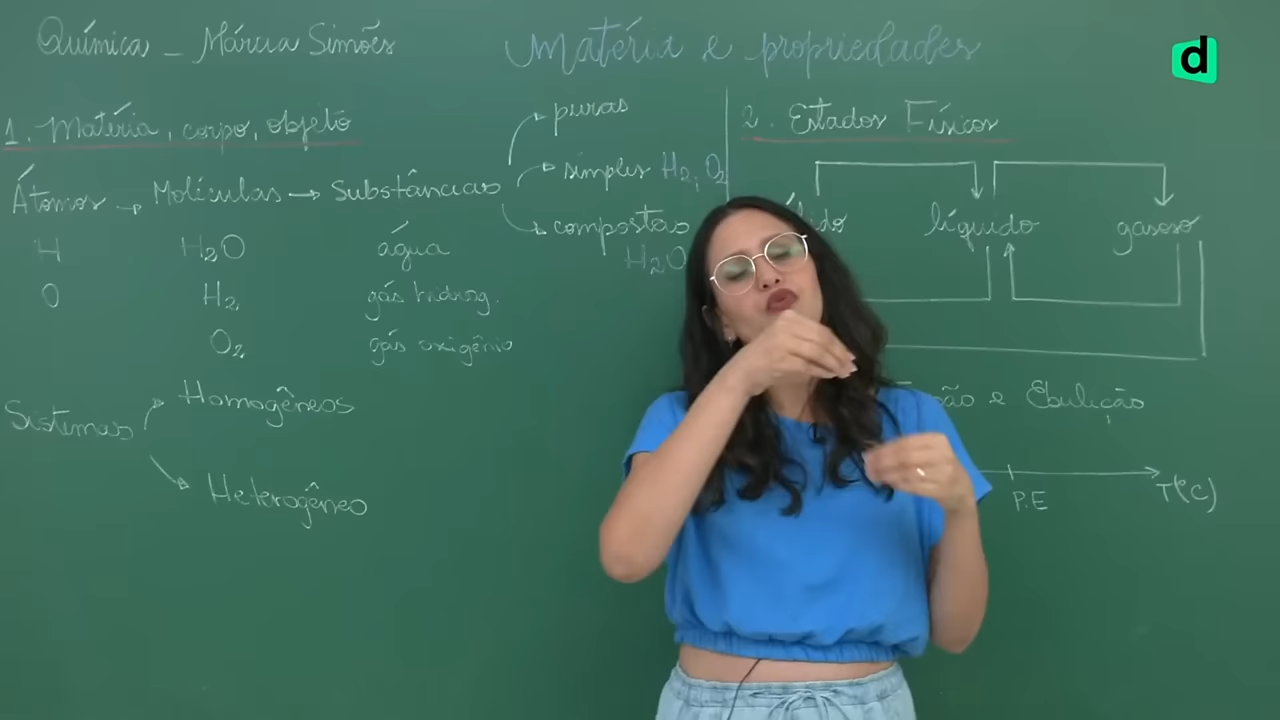 Química - Márcia Simões
Matéria e propriedades
d
1. Matéria, corpo, objeto
Átomos → Moléculas → Substâncias
H H₂O água
O H₂ gás hidrog.
O₂ gás oxigênio
puras
simples H₂, O₂
compostas
H₂O
Sistemas
Homogêneos
Heterogêneo
2. Estados Físicos
líquido gasoso
e Ebulição
P.E T(°C)